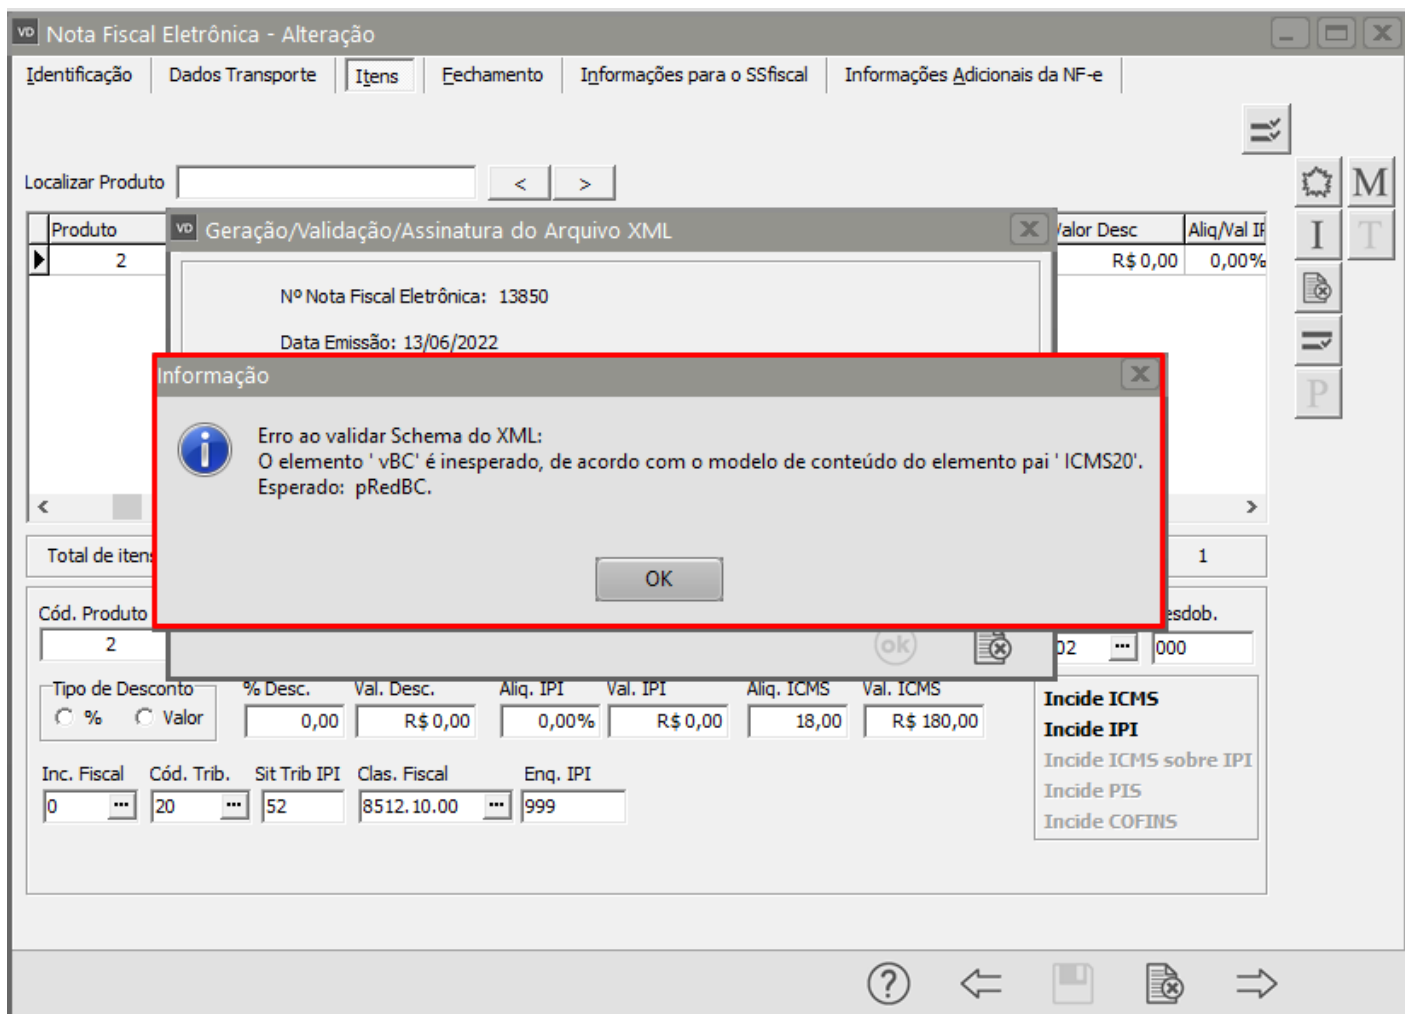 VD Nota Fiscal Eletrônica - Alteração
Identificação Dados Transporte Itens Fechamento Informações para o SSfiscal Informações Adicionais da NF-e
Localizar Produto < >
M
I T
P
Produto
Valor Desc Aliq/Val
2 R$ 0,00 0,00%
VD Geração/Validação/Assinatura do Arquivo XML
Nº Nota Fiscal Eletrônica: 13850
Data Emissão: 13/06/2022
Informação
Erro ao validar Schema do XML:
O elemento ' vBC' é inesperado, de acordo com o modelo de conteúdo do elemento pai ' ICMS20'.
Esperado: pRedBC.
OK
ok
Total de itens 1
Cód. Produto
2 02 ... 000
Tipo de Desconto % Desc. Val. Desc. Aliq. IPI Val. IPI Aliq. ICMS Val. ICMS
% Valor 0,00 R$ 0,00 0,00% R$ 0,00 18,00 R$ 180,00
Inc. Fiscal Cód. Trib. Sit Trib IPI Clas. Fiscal Enq. IPI
0 ... 20 ... 52 8512.10.00 ... 999
Incide ICMS
Incide IPI
Incide ICMS sobre IPI
Incide PIS
Incide COFINS
?